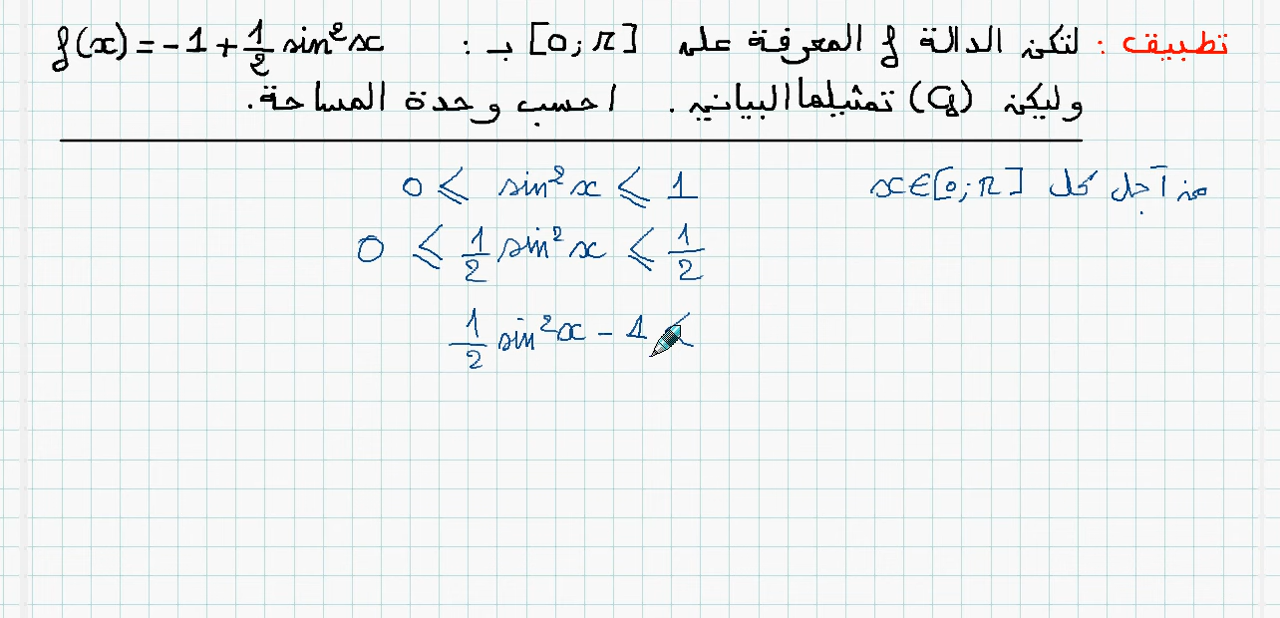 تطبيق : لتكن الدالة f المعرفة على [0;π] بـ : f(x) = -1 + 1/2 sin²x
وليكن (Cf) تمثيلها البياني . احسب وحدة المساحة .
من آجل كل x∈[0;π] 0 ⩽ sin²x ⩽ 1
0 ⩽ 1/2 sin²x ⩽ 1/2
1/2 sin²x - 1 <